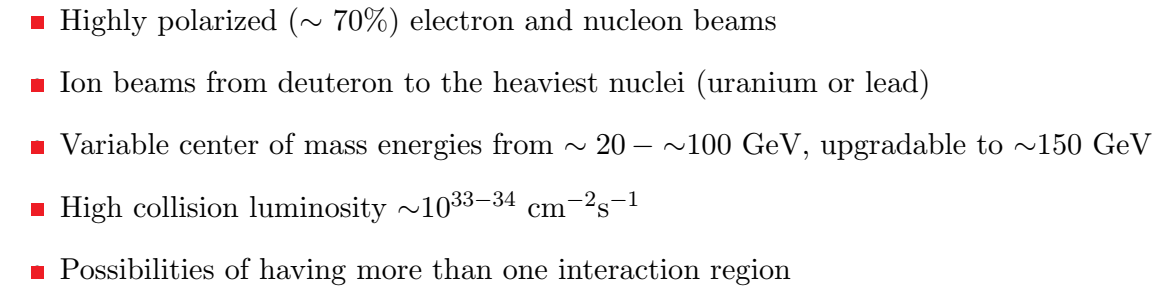 ▪ Highly polarized (∼ 70%) electron and nucleon beams
▪ Ion beams from deuteron to the heaviest nuclei (uranium or lead)
▪ Variable center of mass energies from ∼ 20 – ∼100 GeV, upgradable to ∼150 GeV
▪ High collision luminosity ∼10³³⁻³⁴ cm⁻²s⁻¹
▪ Possibilities of having more than one interaction region